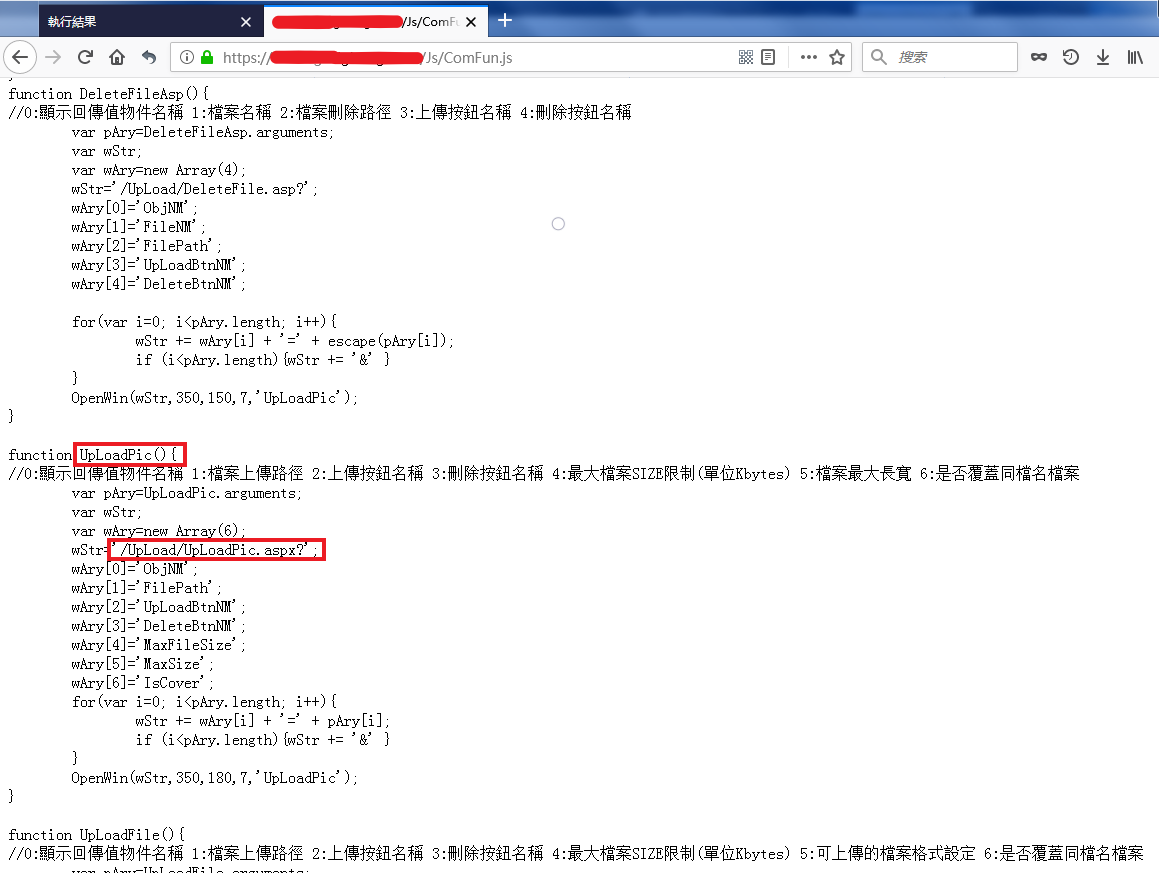 執行結果
/Js/ComFu
https://
/Js/ComFun.js
搜索
}
function DeleteFileAsp(){
//0:顯示回傳值物件名稱 1:檔案名稱 2:檔案刪除路徑 3:上傳按鈕名稱 4:刪除按鈕名稱
var pAry=DeleteFileAsp.arguments;
var wStr;
var wAry=new Array(4);
wStr='/UpLoad/DeleteFile.asp?';
wAry[0]='ObjNM';
wAry[1]='FileNM';
wAry[2]='FilePath';
wAry[3]='UpLoadBtnNM';
wAry[4]='DeleteBtnNM';
for(var i=0; i<pAry.length; i++){
wStr += wAry[i] + '=' + escape(pAry[i]);
if (i<pAry.length){wStr += '&' }
}
OpenWin(wStr,350,150,7,'UpLoadPic');
}
function UpLoadPic(){
//0:顯示回傳值物件名稱 1:檔案上傳路徑 2:上傳按鈕名稱 3:刪除按鈕名稱 4:最大檔案SIZE限制(單位Kbytes) 5:檔案最大長寬 6:是否覆蓋同檔名檔案
var pAry=UpLoadPic.arguments;
var wStr;
var wAry=new Array(6);
wStr='/UpLoad/UpLoadPic.aspx?';
wAry[0]='ObjNM';
wAry[1]='FilePath';
wAry[2]='UpLoadBtnNM';
wAry[3]='DeleteBtnNM';
wAry[4]='MaxFileSize';
wAry[5]='MaxSize';
wAry[6]='IsCover';
for(var i=0; i<pAry.length; i++){
wStr += wAry[i] + '=' + pAry[i];
if (i<pAry.length){wStr += '&' }
}
OpenWin(wStr,350,180,7,'UpLoadPic');
}
function UpLoadFile(){
//0:顯示回傳值物件名稱 1:檔案上傳路徑 2:上傳按鈕名稱 3:刪除按鈕名稱 4:最大檔案SIZE限制(單位Kbytes) 5:可上傳的檔案格式設定 6:是否覆蓋同檔名檔案
var pAry=UpLoadFile.arguments;